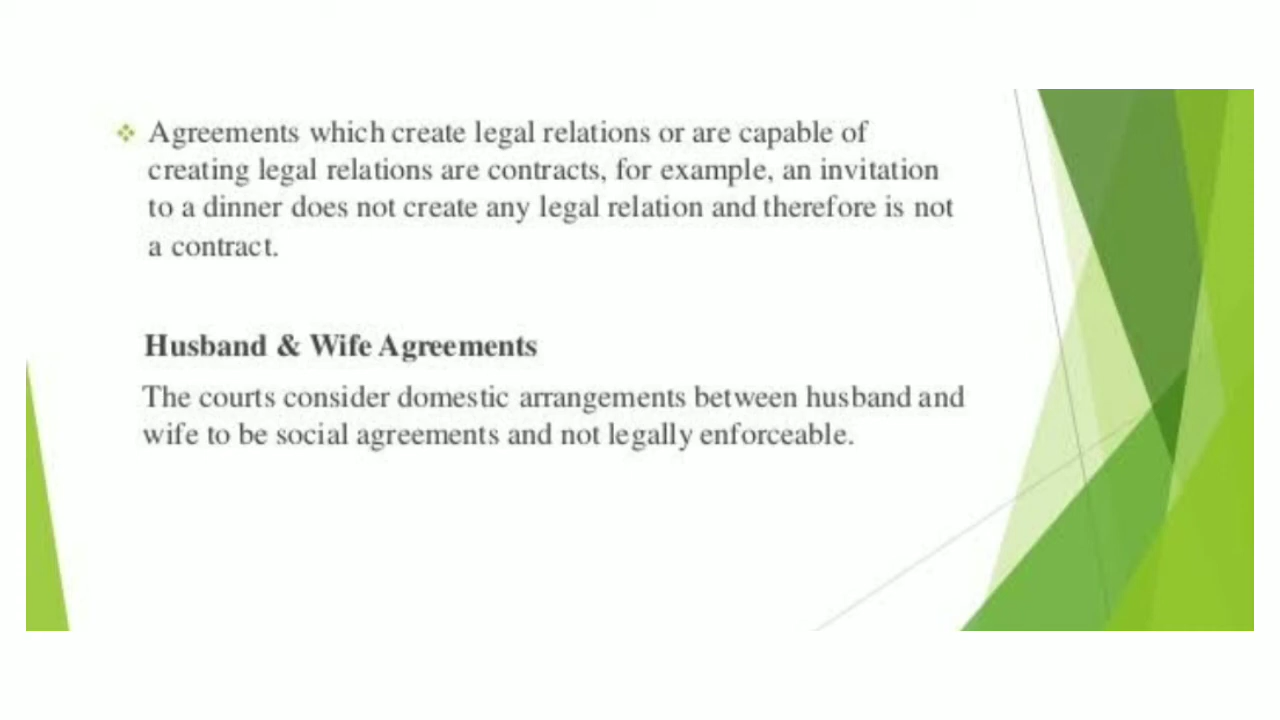 Agreements which create legal relations or are capable of
creating legal relations are contracts, for example, an invitation
to a dinner does not create any legal relation and therefore is not
a contract.
Husband & Wife Agreements
The courts consider domestic arrangements between husband and
wife to be social agreements and not legally enforceable.